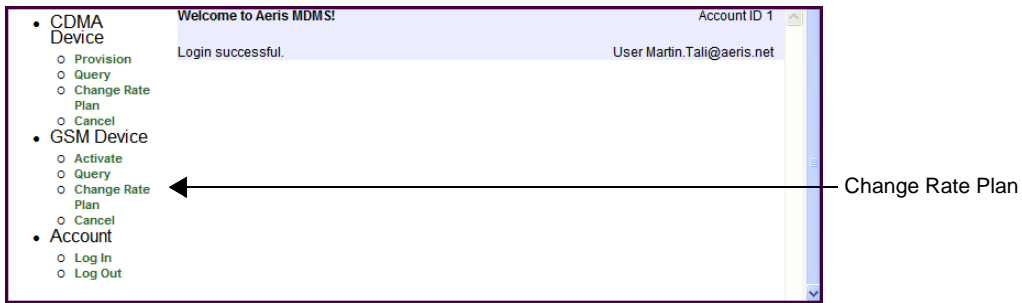 CDMA
Device
Provision
Query
Change Rate
Plan
Cancel
GSM Device
Activate
Query
Change Rate
Plan
Cancel
Account
Log In
Log Out
Welcome to Aeris MDMS!
Account ID 1
Login successful.
User Martin.Tali@aeris.net
Change Rate Plan